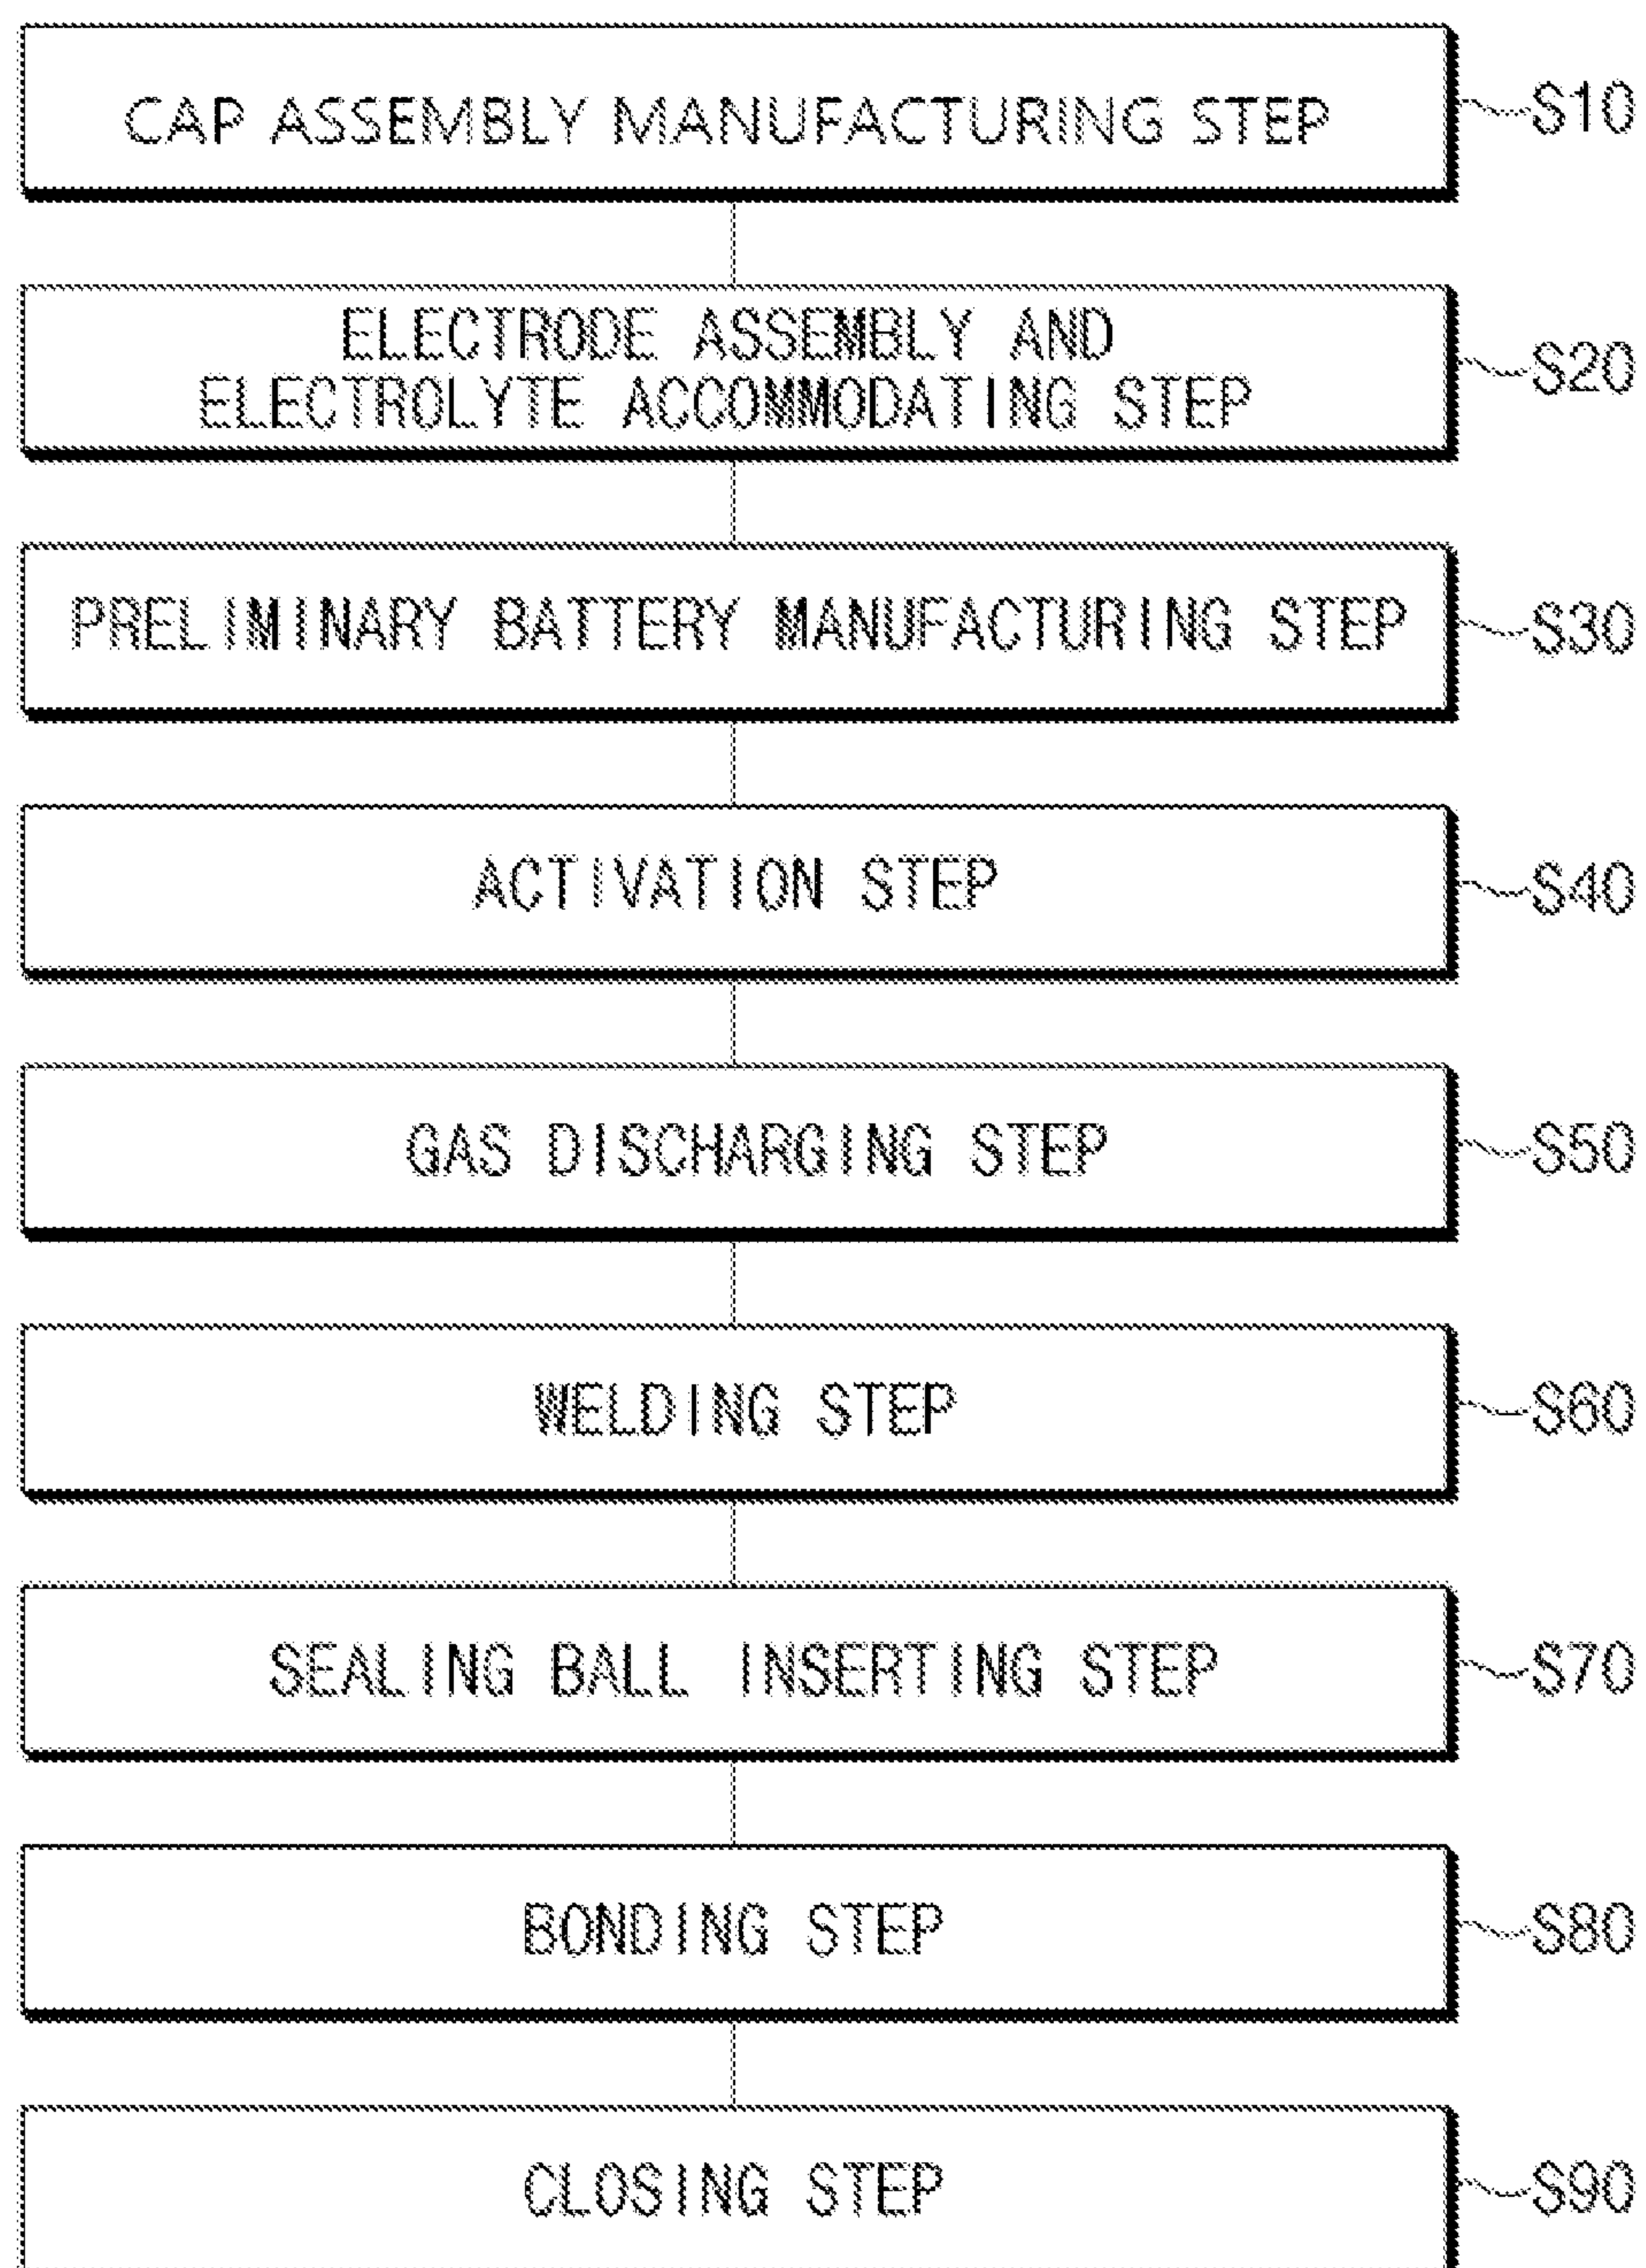 CAP ASSEMBLY MANUFACTURING STEP
S10
ELECTRODE ASSEMBLY AND
ELECTROLYTE ACCOMMODATING STEP
S20
PRELIMINARY BATTERY MANUFACTURING STEP
S30
ACTIVATION STEP
S40
GAS DISCHARGING STEP
S50
WELDING STEP
S60
SEALING BALL INSERTING STEP
S70
BONDING STEP
S80
CLOSING STEP
S90